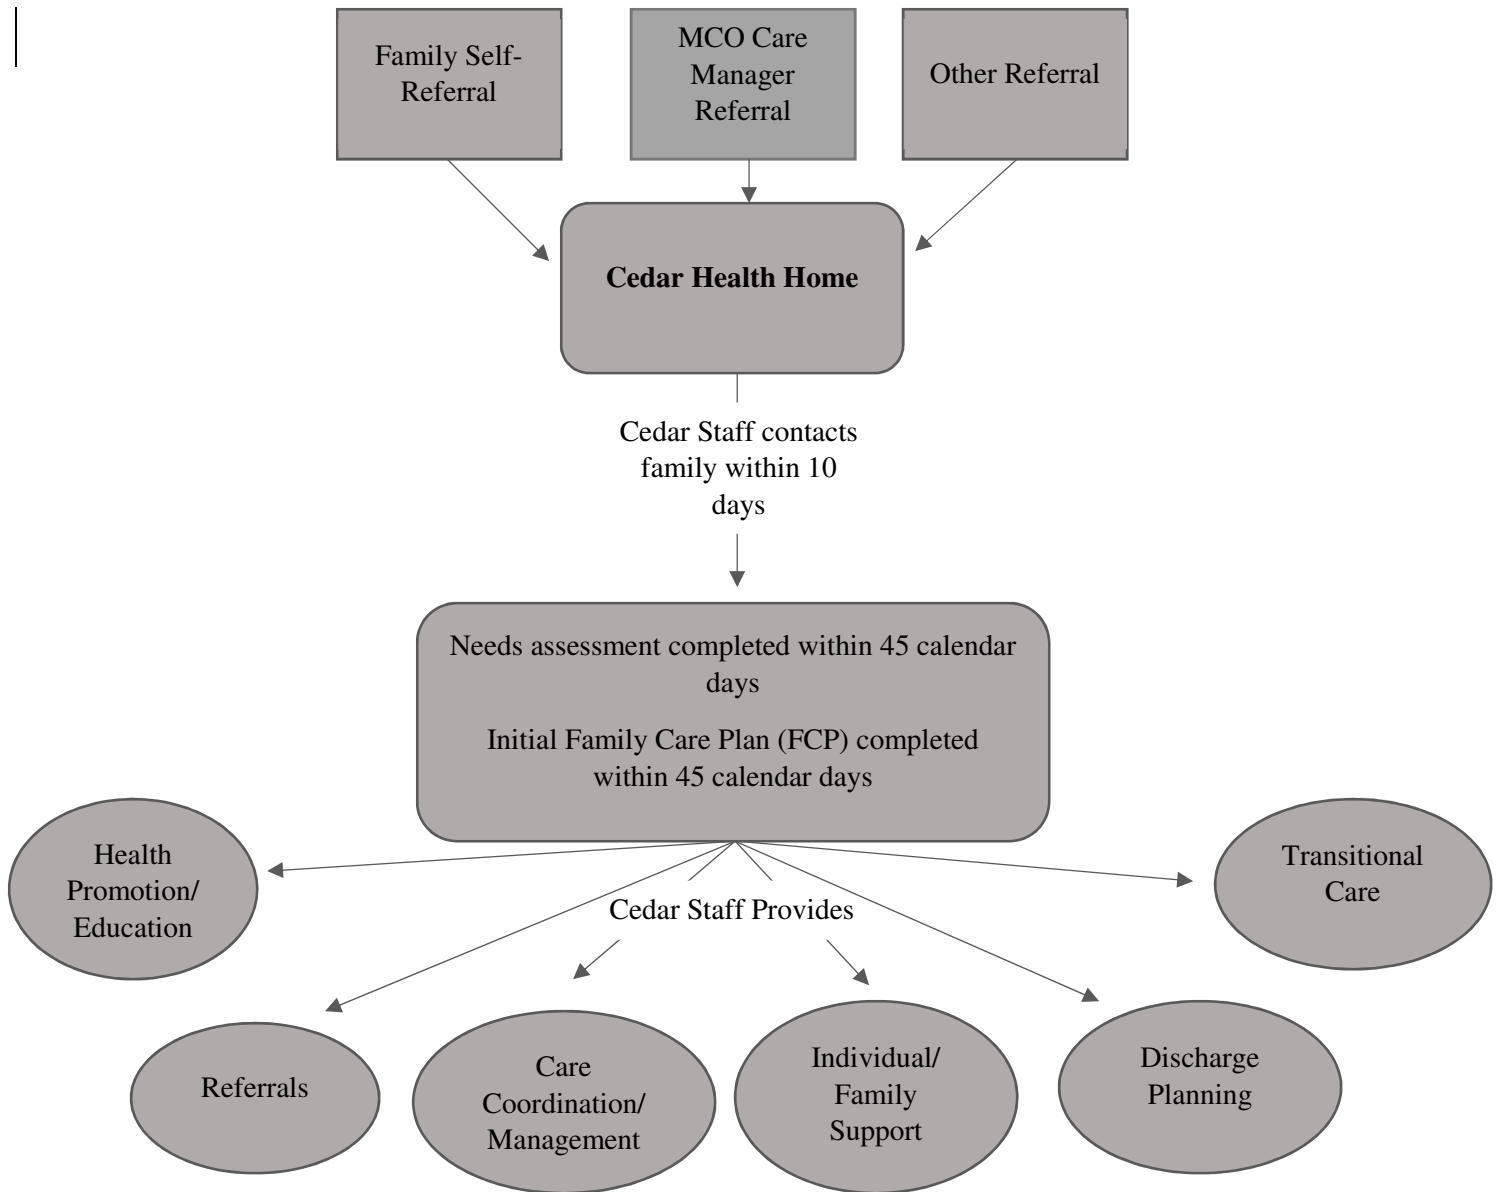 Family Self-
Referral
MCO Care
Manager
Referral
Other Referral
Cedar Health Home
Cedar Staff contacts
family within 10
days
Needs assessment completed within 45 calendar
days
Initial Family Care Plan (FCP) completed
within 45 calendar days
Health
Promotion/
Education
Transitional
Care
Cedar Staff Provides
Referrals
Care
Coordination/
Management
Individual/
Family
Support
Discharge
Planning